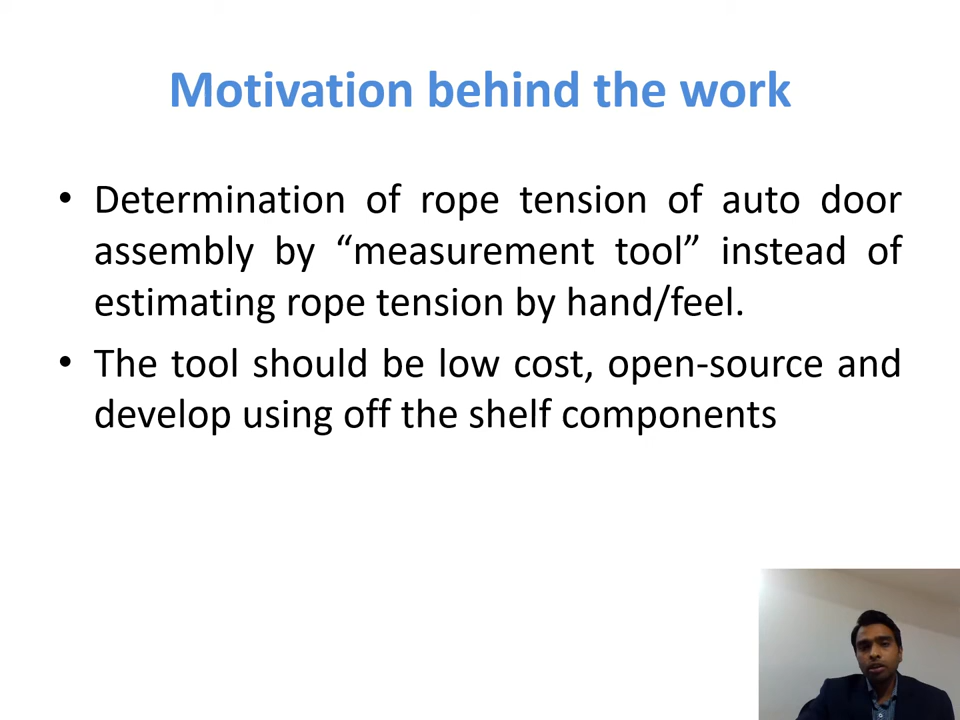 Motivation behind the work
• Determination of rope tension of auto door
assembly by “measurement tool” instead of
estimating rope tension by hand/feel.
• The tool should be low cost, open-source and
develop using off the shelf components